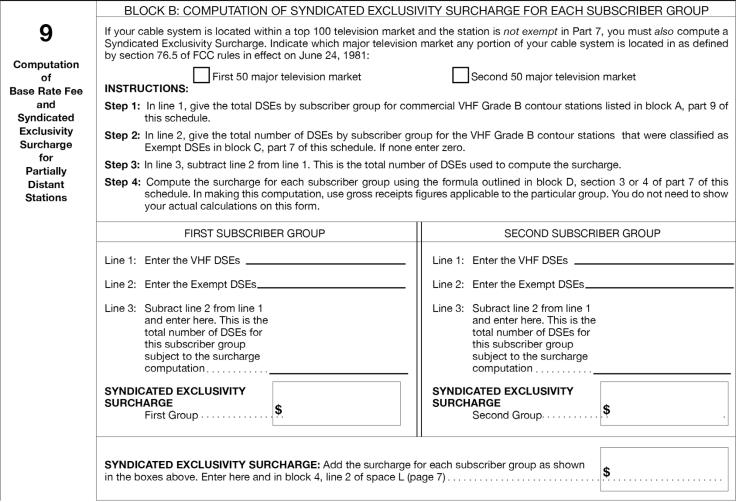 BLOCK B: COMPUTATION OF SYNDICATED EXCLUSIVITY SURCHARGE FOR EACH SUBSCRIBER GROUP
9
Computation
of
Base Rate Fee
and
Syndicated
Exclusivity
Surcharge
for
Partially
Distant
Stations
If your cable system is located within a top 100 television market and the station is not exempt in Part 7, you must also compute a
Syndicated Exclusivity Surcharge. Indicate which major television market any portion of your cable system is located in as defined
by section 76.5 of FCC rules in effect on June 24, 1981:
First 50 major television market
Second 50 major television market
INSTRUCTIONS:
Step 1: In line 1, give the total DSEs by subscriber group for commercial VHF Grade B contour stations listed in block A, part 9 of
this schedule.
Step 2: In line 2, give the total number of DSEs by subscriber group for the VHF Grade B contour stations that were classified as
Exempt DSEs in block C, part 7 of this schedule. If none enter zero.
Step 3: In line 3, subtract line 2 from line 1. This is the total number of DSEs used to compute the surcharge.
Step 4: Compute the surcharge for each subscriber group using the formula outlined in block D, section 3 or 4 of part 7 of this
schedule. In making this computation, use gross receipts figures applicable to the particular group. You do not need to show
your actual calculations on this form.
FIRST SUBSCRIBER GROUP
Line 1: Enter the VHF DSEs
Line 2: Enter the Exempt DSEs
Line 3: Subract line 2 from line 1
and enter here. This is the
total number of DSEs for
this subscriber group
subject to the surcharge
computation . . . . . . . . . . .
SYNDICATED EXCLUSIVITY
SURCHARGE
First Group . . . . . . . . . . . . . .
$
SECOND SUBSCRIBER GROUP
Line 1: Enter the VHF DSEs
Line 2: Enter the Exempt DSEs
Line 3: Subract line 2 from line 1
and enter here. This is the
total number of DSEs for
this subscriber group
subject to the surcharge
computation . . . . . . . . . . .
SYNDICATED EXCLUSIVITY
SURCHARGE
Second Group. . . . . . . . . . . .
$
SYNDICATED EXCLUSIVITY SURCHARGE: Add the surcharge for each subscriber group as shown
in the boxes above. Enter here and in block 4, line 2 of space L (page 7) . . . . . . . . . . . . . . . . . . . . . . . .
$